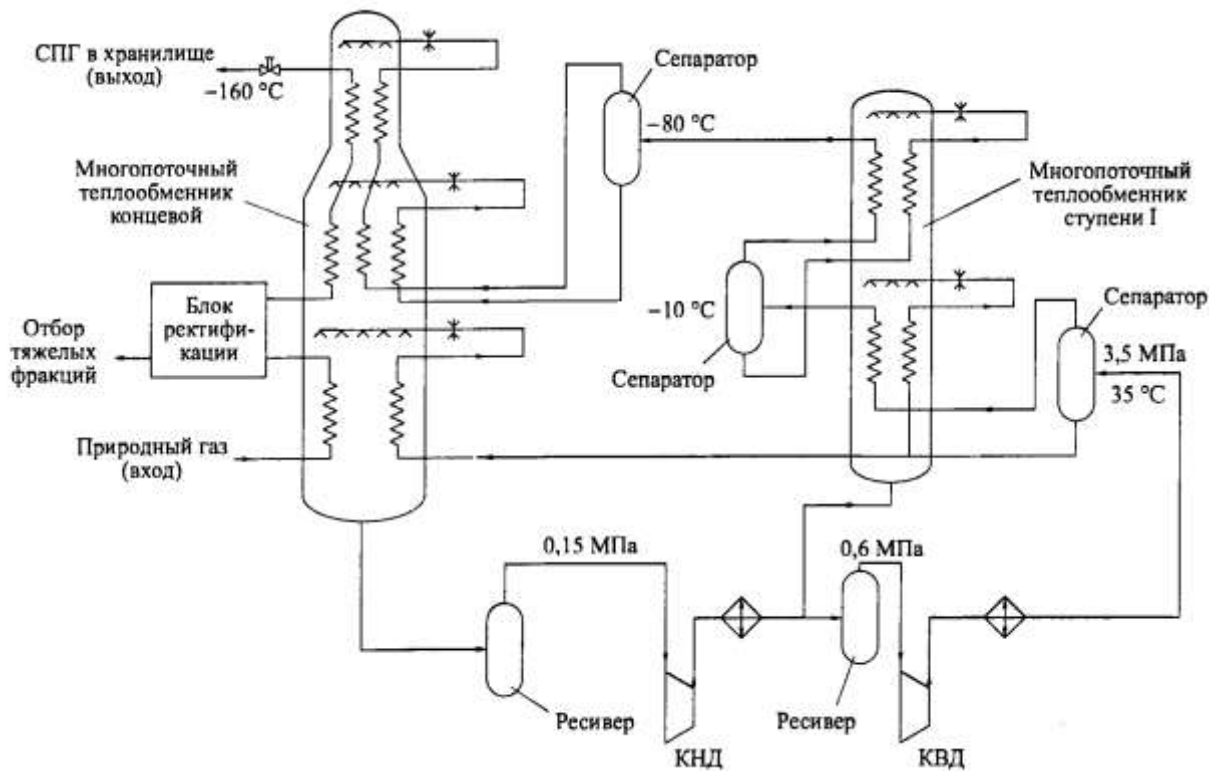 СПГ в хранилище
(выход)
−160 °C
Многопоточный
теплообменник
концевой
Блок
ректифи-
кации
Отбор
тяжелых
фракций
Природный газ
(вход)
Сепаратор
−80 °C
Многопоточный
теплообменник
ступени I
−10 °C
Сепаратор
Сепаратор
3,5 МПа
35 °C
0,15 МПа
0,6 МПа
Ресивер
КНД
Ресивер
КВД